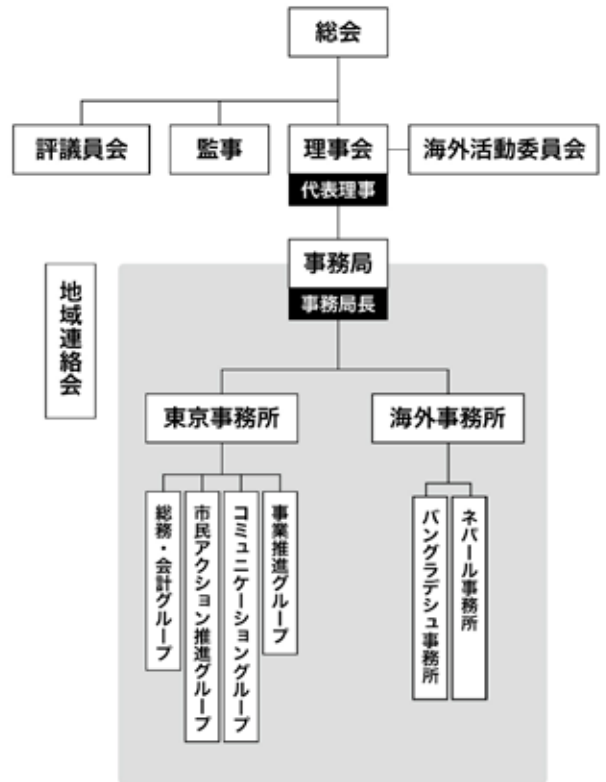 総会
評議員会
監事
理事会
海外活動委員会
代表理事
事務局
事務局長
地域連絡会
東京事務所
海外事務所
総務・会計グループ
市民アクション推進グループ
コミュニケーショングループ
事業推進グループ
バングラデシュ事務所
ネパール事務所